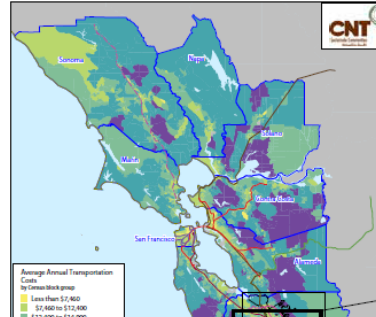 CNT
Sonoma
Napa
Solano
Marin
Contra Costa
San Francisco
Alameda
Average Annual Transportation
Costs
by Census block group
Less than $7,460
$7,460 to $12,400